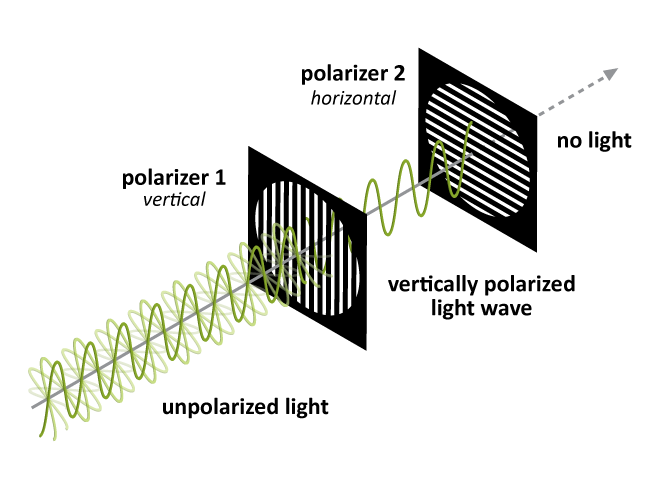 polarizer 2
horizontal
no light
polarizer 1
vertical
vertically polarized
light wave
unpolarized light